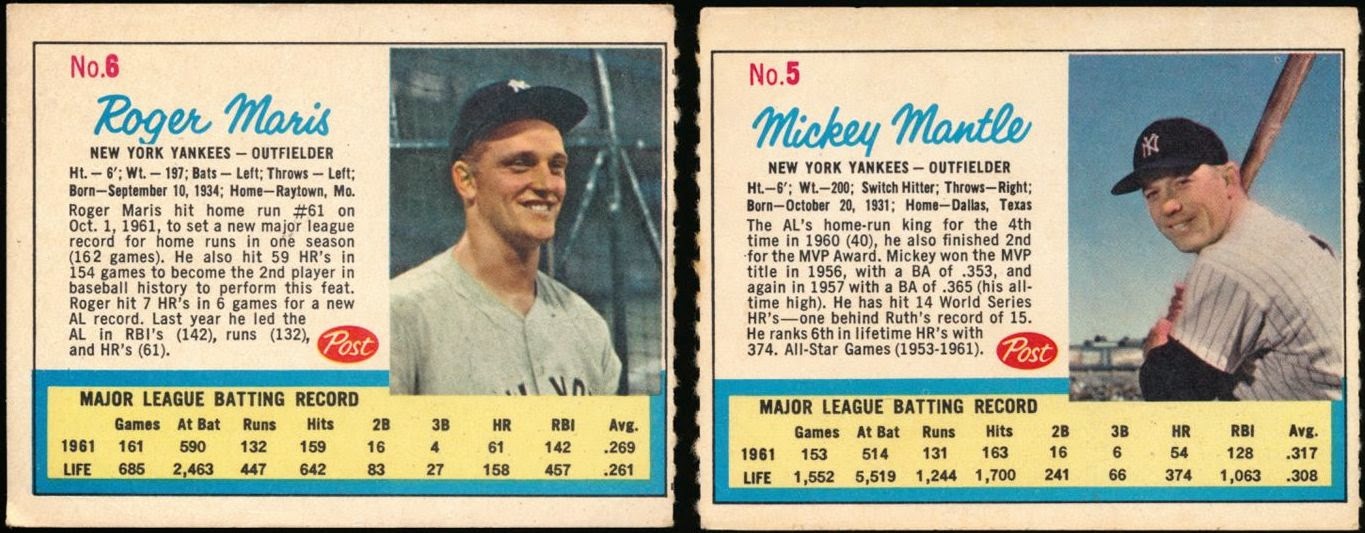 No.6
Roger Maris
NEW YORK YANKEES — OUTFIELDER
Ht. — 6'; Wt. — 197; Bats — Left; Throws — Left;
Born—September 10, 1934; Home—Raytown, Mo.
Roger Maris hit home run #61 on
Oct. 1, 1961, to set a new major league
record for home runs in one season
(162 games). He also hit 59 HR's in
154 games to become the 2nd player in
baseball history to perform this feat.
Roger hit 7 HR's in 6 games for a new
AL record. Last year he led the
AL in RBI's (142), runs (132),
and HR's (61).
Post
MAJOR LEAGUE BATTING RECORD
Games At Bat Runs Hits 2B 3B HR RBI Avg.
1961 161 590 132 159 16 4 61 142 .269
LIFE 685 2,463 447 642 83 27 158 457 .261
No.5
Mickey Mantle
NEW YORK YANKEES — OUTFIELDER
Ht.—6'; Wt.—200; Switch Hitter; Throws—Right;
Born—October 20, 1931; Home—Dallas, Texas
The AL's home-run king for the 4th
time in 1960 (40), he also finished 2nd
for the MVP Award. Mickey won the MVP
title in 1956, with a BA of .353, and
again in 1957 with a BA of .365 (his all-
time high). He has hit 14 World Series
HR's—one behind Ruth's record of 15.
He ranks 6th in lifetime HR's with
374. All-Star Games (1953-1961).
Post
MAJOR LEAGUE BATTING RECORD
Games At Bat Runs Hits 2B 3B HR RBI Avg.
1961 153 514 131 163 16 6 54 128 .317
LIFE 1,552 5,519 1,244 1,700 241 66 374 1,063 .308
NY